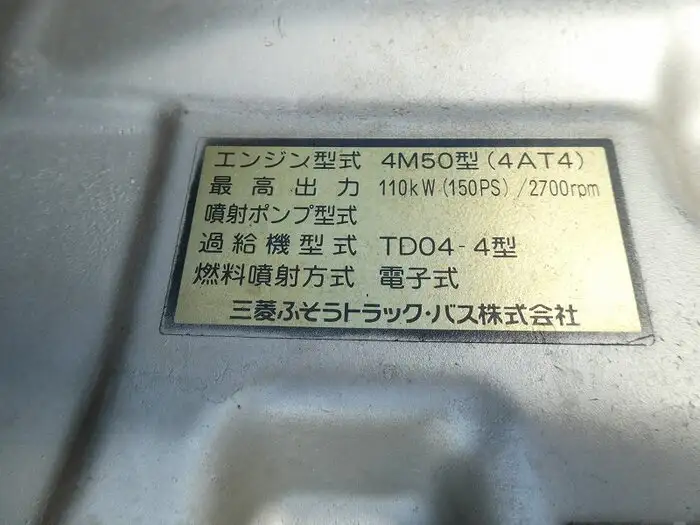 エンジン型式 4M50型(4AT4)
最高出力 110kW(150PS)/2700rpm
噴射ポンプ型式
過給機型式 TD04-4型
燃料噴射方式 電子式
三菱ふそうトラック・バス株式会社